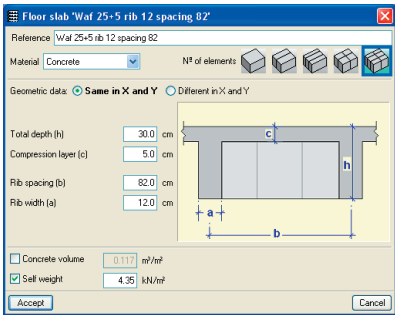 Floor slab 'Waf 25+5 rib 12 spacing 82'
Reference Waf 25+5 rib 12 spacing 82
Material Concrete Nº of elements
Geometric data: Same in X and Y Different in X and Y
Total depth (h) 30.0 cm
Compression layer (c) 5.0 cm
Rib spacing (b) 82.0 cm
Rib width (a) 12.0 cm
c
h
a
b
Concrete volume 0.117 m³/m²
Self weight 4.35 kN/m²
Accept Cancel